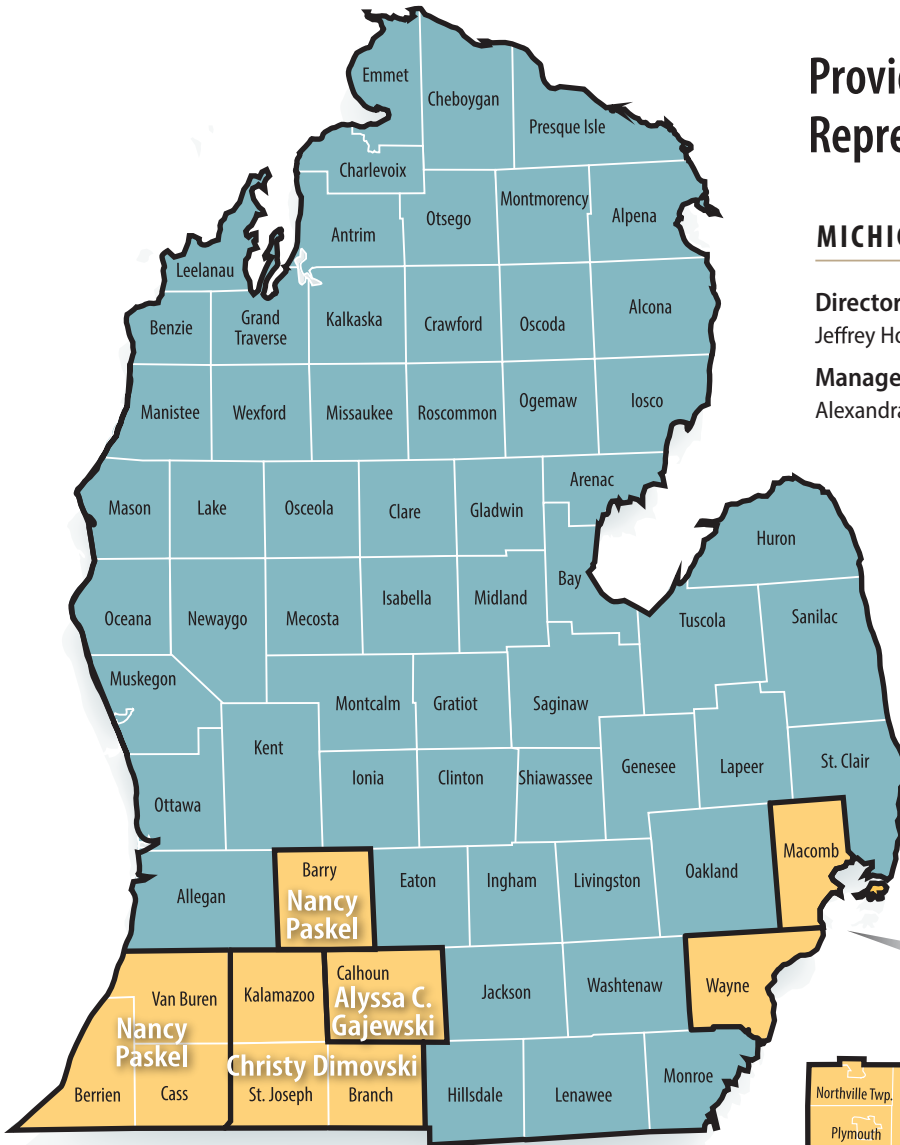 Emmet
Cheboygan
Presque Isle
Charlevoix
Antrim
Otsego
Montmorency
Alpena
Leelanau
Benzie
Grand
Traverse
Kalkaska
Crawford
Oscoda
Alcona
Manistee
Wexford
Missaukee
Roscommon
Ogemaw
Iosco
Mason
Lake
Osceola
Clare
Gladwin
Arenac
Huron
Oceana
Newaygo
Mecosta
Isabella
Midland
Bay
Tuscola
Sanilac
Muskegon
Montcalm
Gratiot
Saginaw
Kent
Ottawa
Ionia
Clinton
Shiawassee
Genesee
Lapeer
St. Clair
Allegan
Barry
Nancy
Paskel
Eaton
Ingham
Livingston
Oakland
Macomb
Van Buren
Kalamazoo
Calhoun
Alyssa C.
Gajewski
Jackson
Washtenaw
Wayne
Nancy
Paskel
Christy Dimovski
Berrien
Cass
St. Joseph
Branch
Hillsdale
Lenawee
Monroe
Provi
Repre
MICHI
Director
Jeffrey Ho
Manage
Alexandra
Northville Twp.
Plymouth